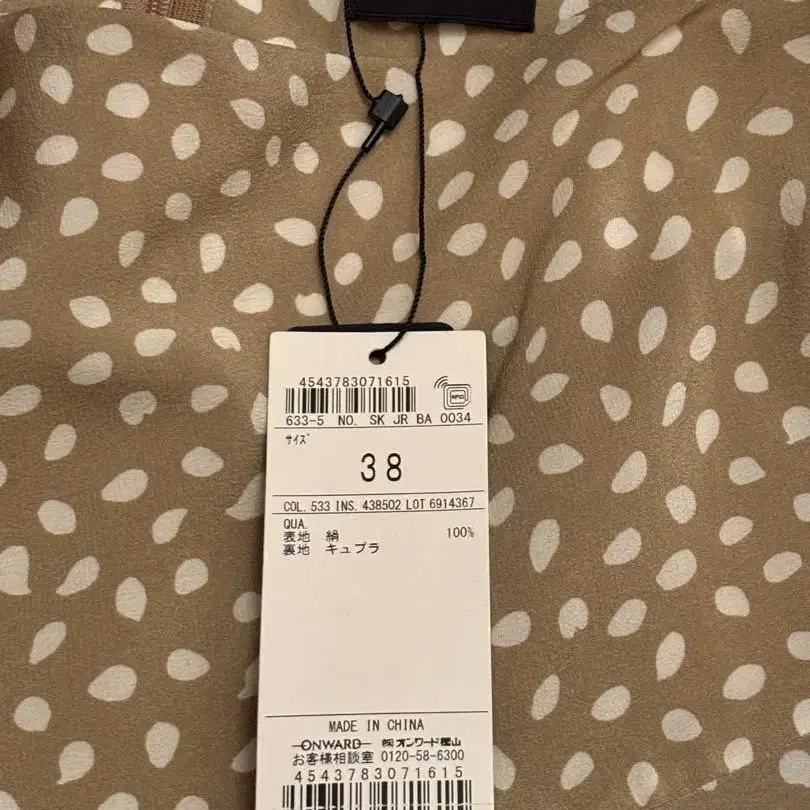 4543783071615
RFID
633-5 NO. SK JR BA 0034
サイズ
38
COL. 533 INS. 438502 LOT 6914367
QUA.
表地 絹 100%
裏地 キュプラ
MADE IN CHINA
ONWARD ㈱オンワード樫山
お客様相談室 0120-58-6300
4543783071615